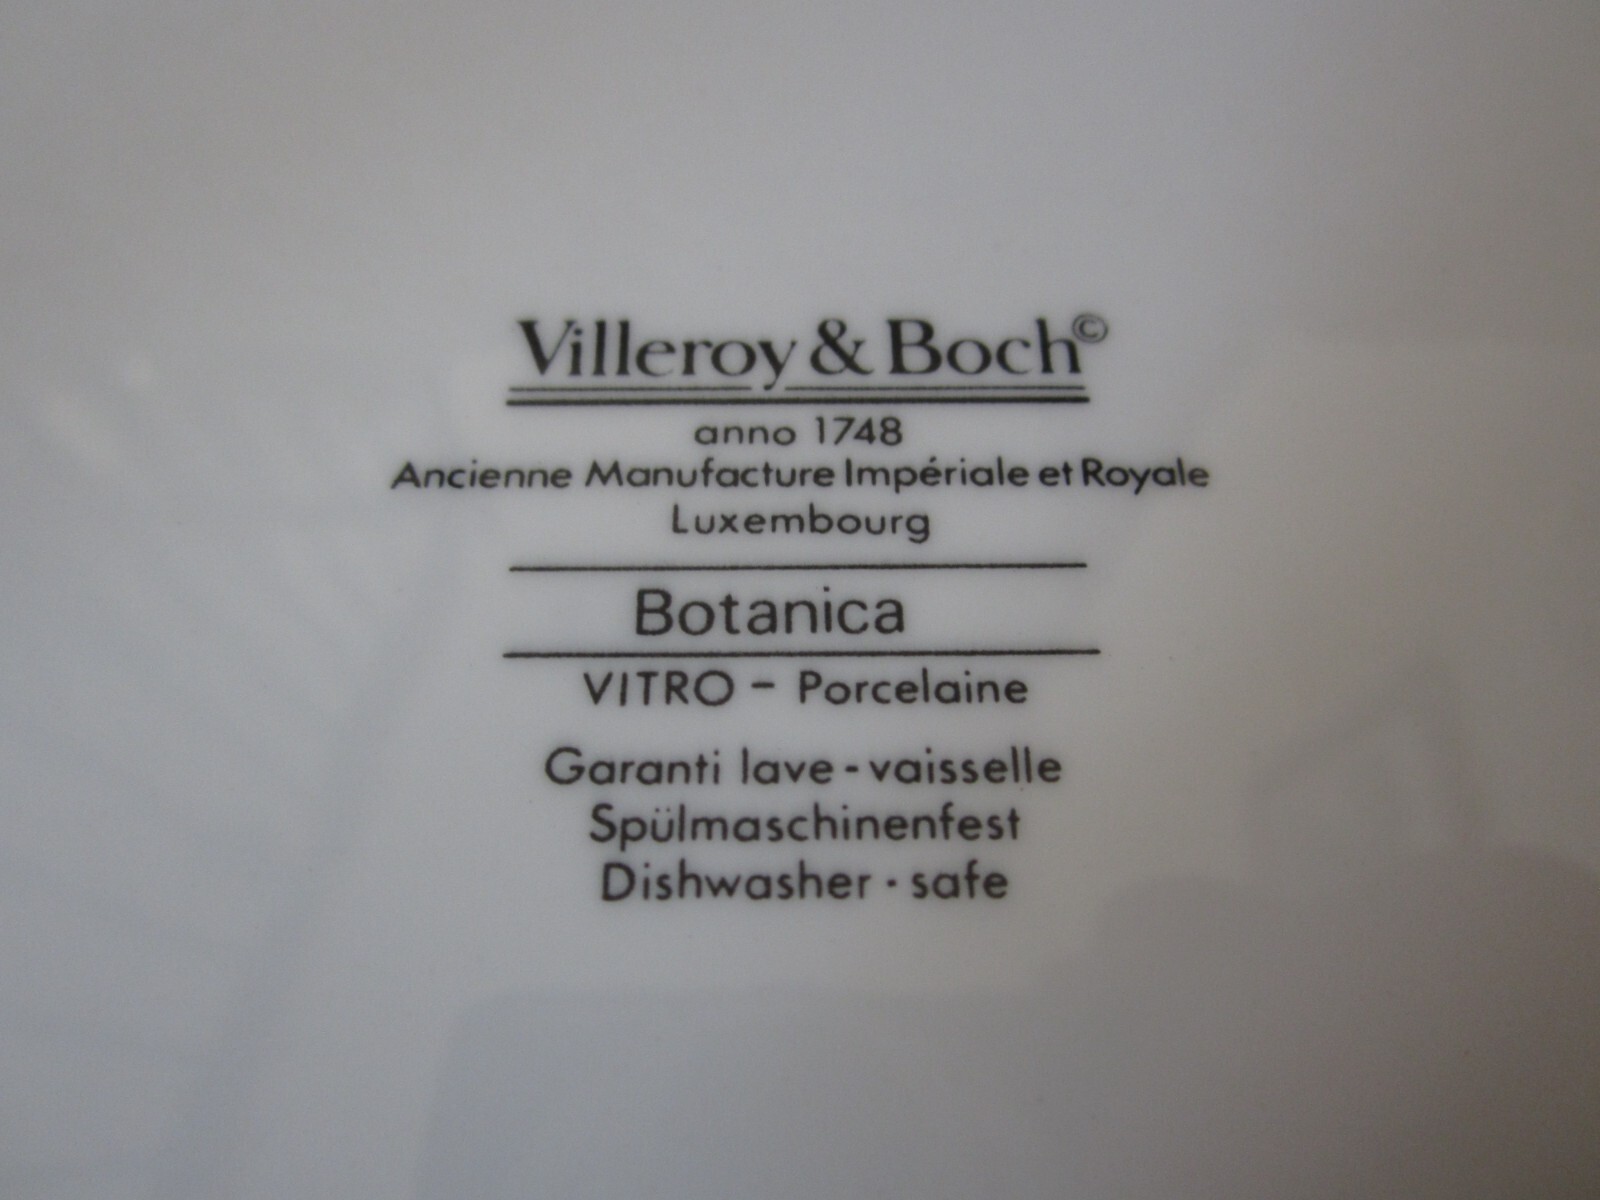 Villeroy & Boch©
anno 1748
Ancienne Manufacture Impériale et Royale
Luxembourg
Botanica
VITRO - Porcelaine
Garanti lave-vaisselle
Spülmaschinenfest
Dishwasher·safe